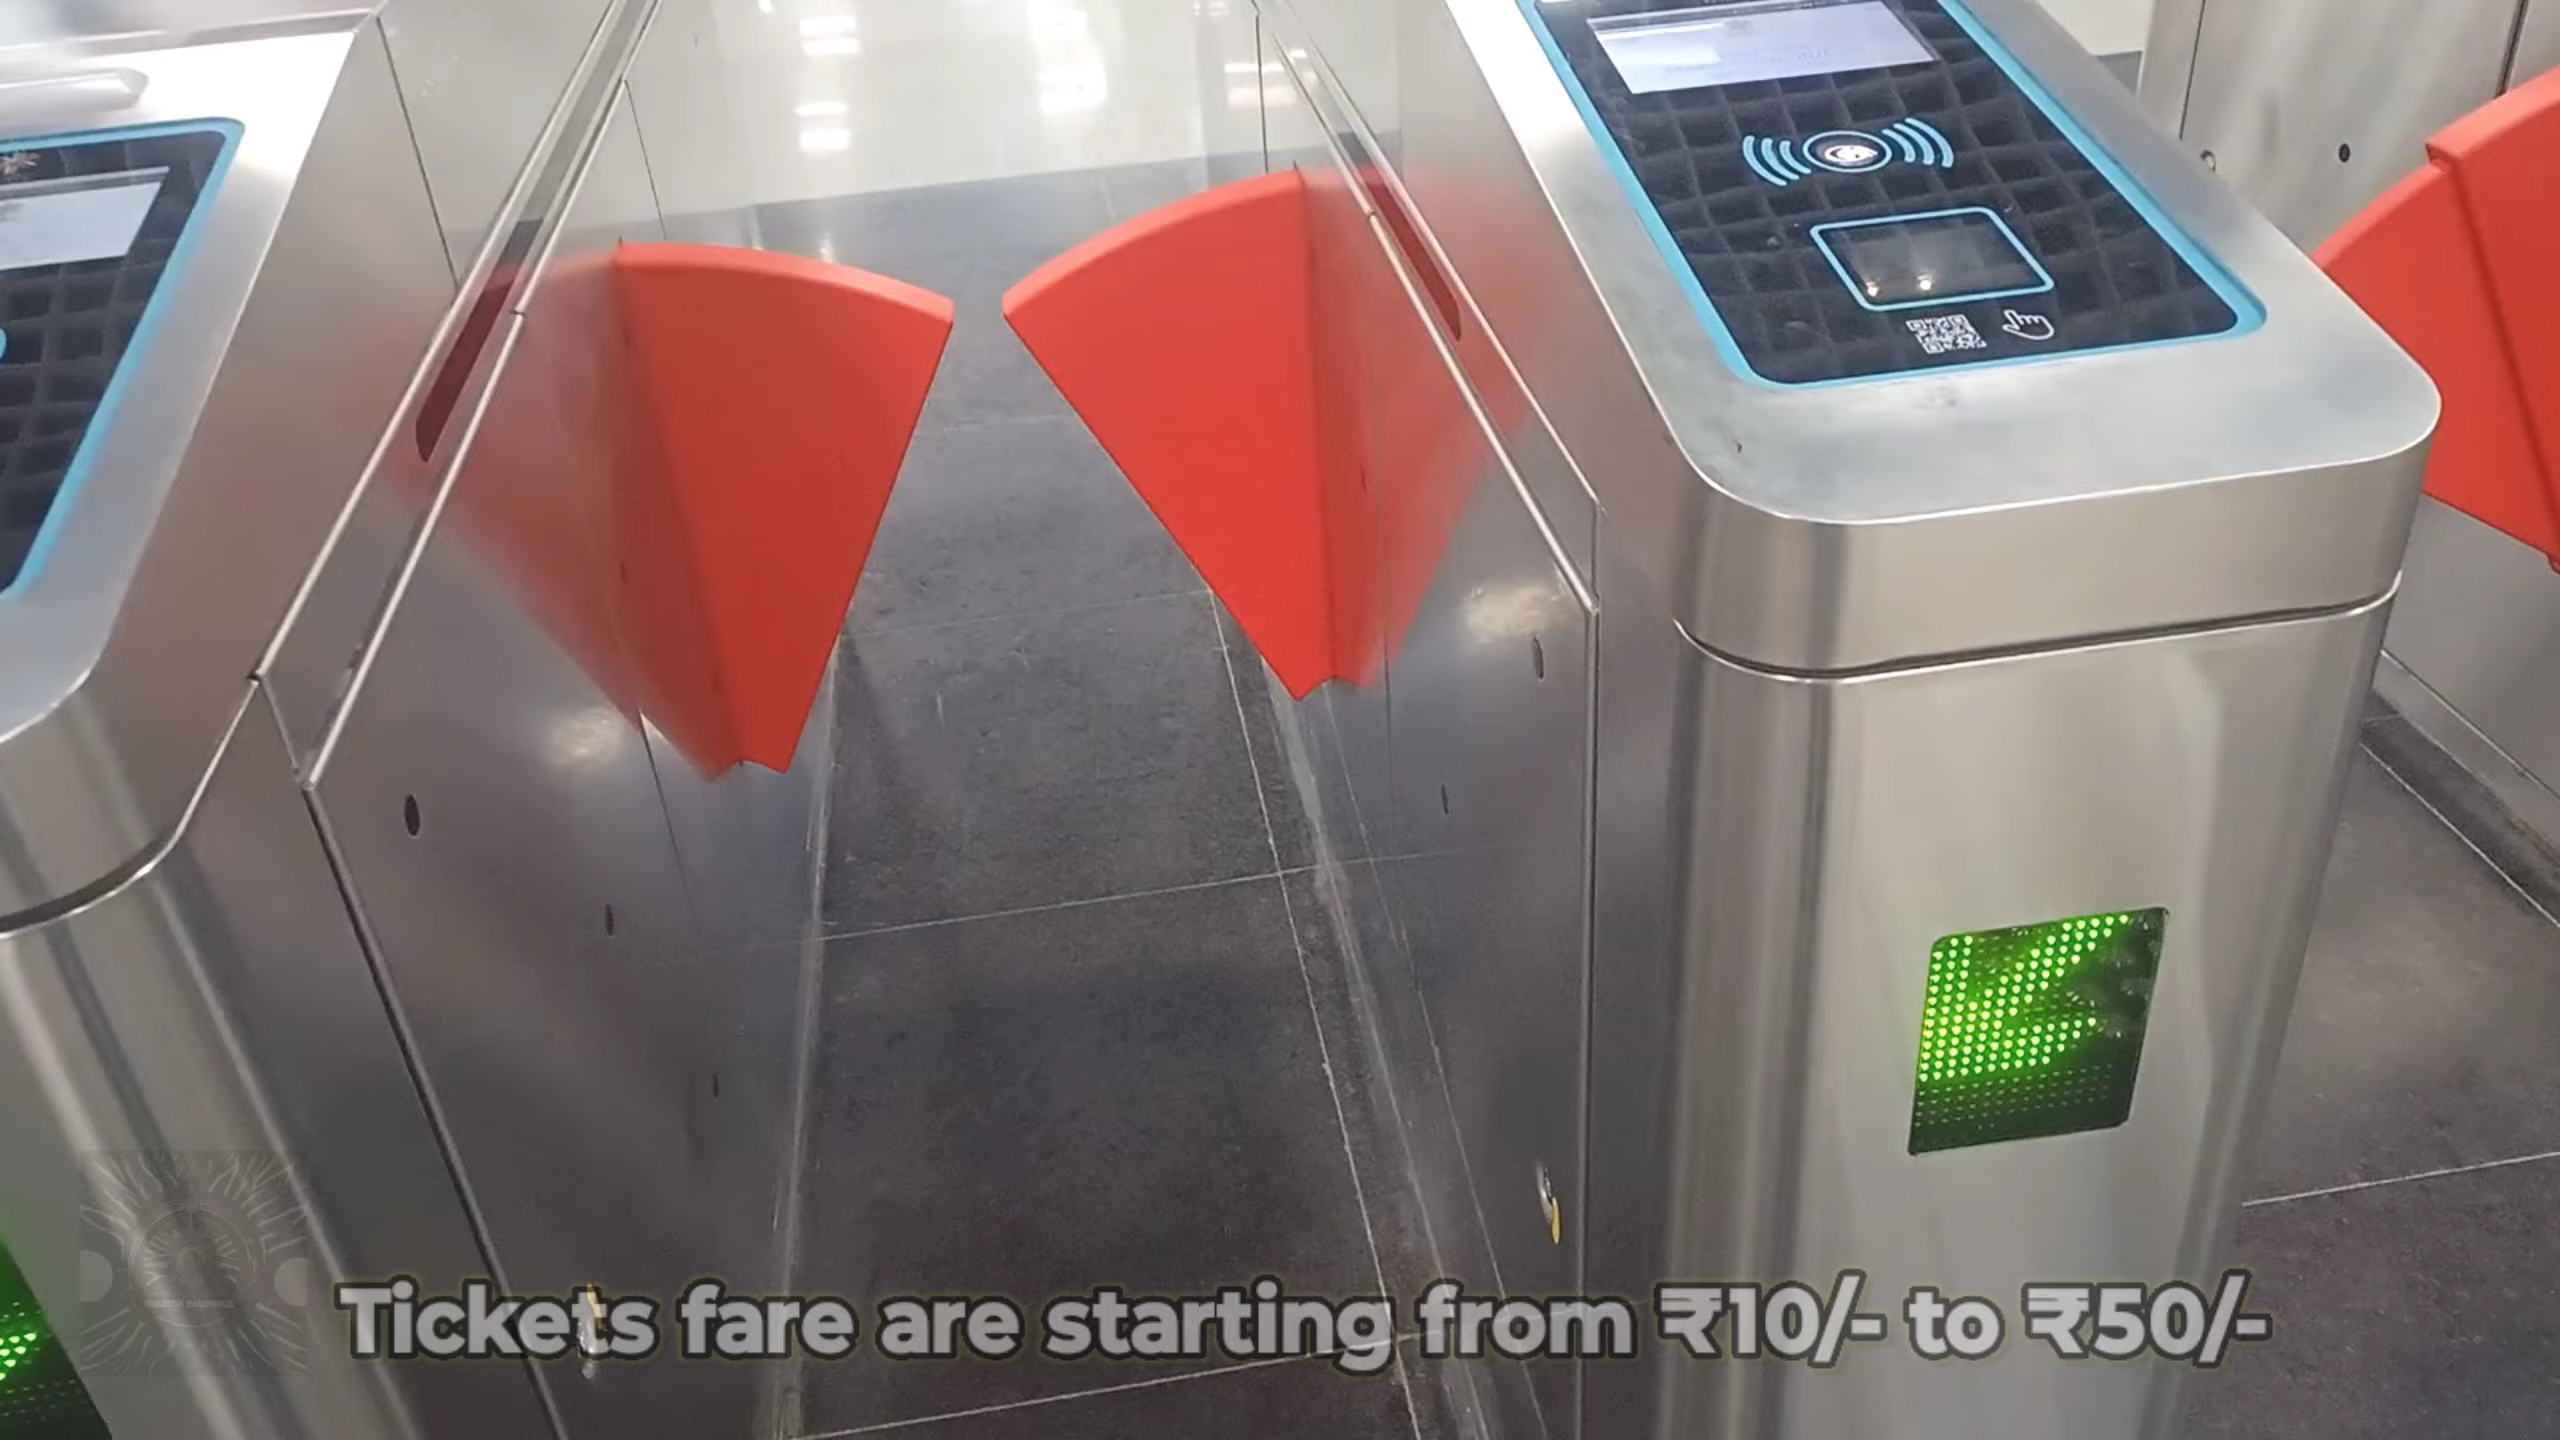 Tickets fare are starting from ₹10/- to ₹50/-